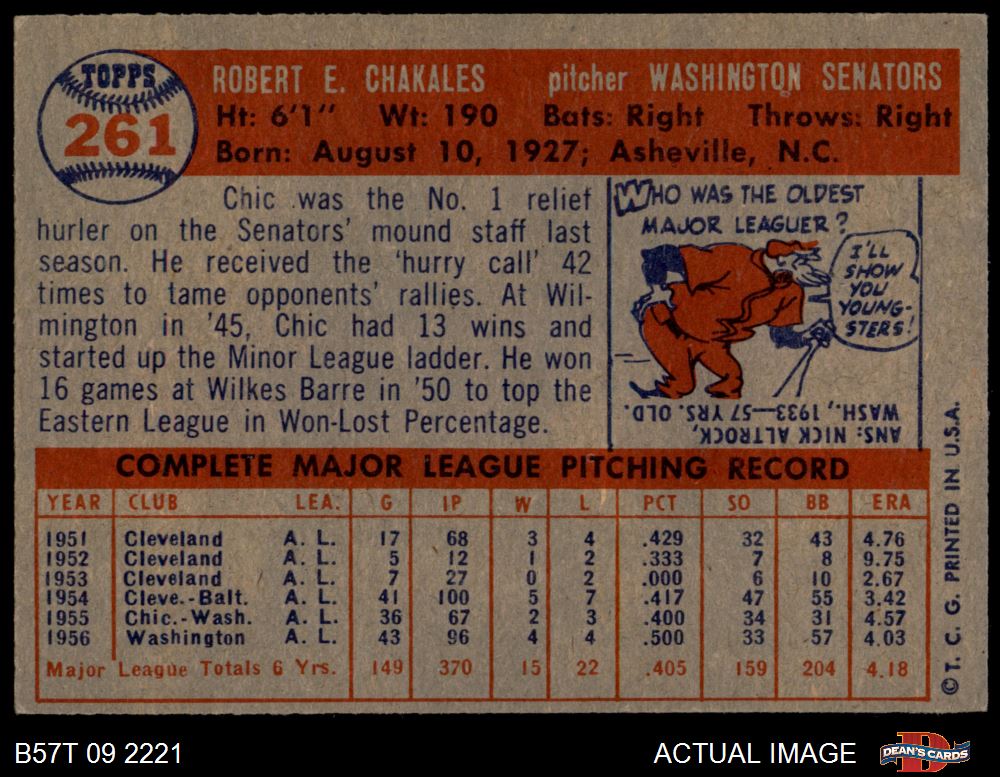 TOPPS
261
ROBERT E. CHAKALES pitcher WASHINGTON SENATORS
Ht: 6'1" Wt: 190 Bats: Right Throws: Right
Born: August 10, 1927; Asheville, N.C.
Chic was the No. 1 relief
hurler on the Senators' mound staff last
season. He received the 'hurry call' 42
times to tame opponents' rallies. At Wil-
mington in '45, Chic had 13 wins and
started up the Minor League ladder. He won
16 games at Wilkes Barre in '50 to top the
Eastern League in Won-Lost Percentage.
WHO WAS THE OLDEST
MAJOR LEAGUER?
I'LL
SHOW
YOU
YOUNG-
STERS!
ANS: NICK ALTROCK,
WASH., 1933—57 YRS. OLD.
COMPLETE MAJOR LEAGUE PITCHING RECORD
YEAR CLUB LEA. G IP W L PCT SO BB ERA
1951 Cleveland A. L. 17 68 3 4 .429 32 43 4.76
1952 Cleveland A. L. 5 12 1 2 .333 7 8 9.75
1953 Cleveland A. L. 7 27 0 2 .000 6 10 2.67
1954 Cleve.-Balt. A. L. 41 100 5 7 .417 47 55 3.42
1955 Chic.-Wash. A. L. 36 67 2 3 .400 34 31 4.57
1956 Washington A. L. 43 96 4 4 .500 33 57 4.03
Major League Totals 6 Yrs. 149 370 15 22 .405 159 204 4.18
©T. C. G. PRINTED IN U.S.A.
B57T 09 2221 ACTUAL IMAGE
D
DEAN'S CARDS